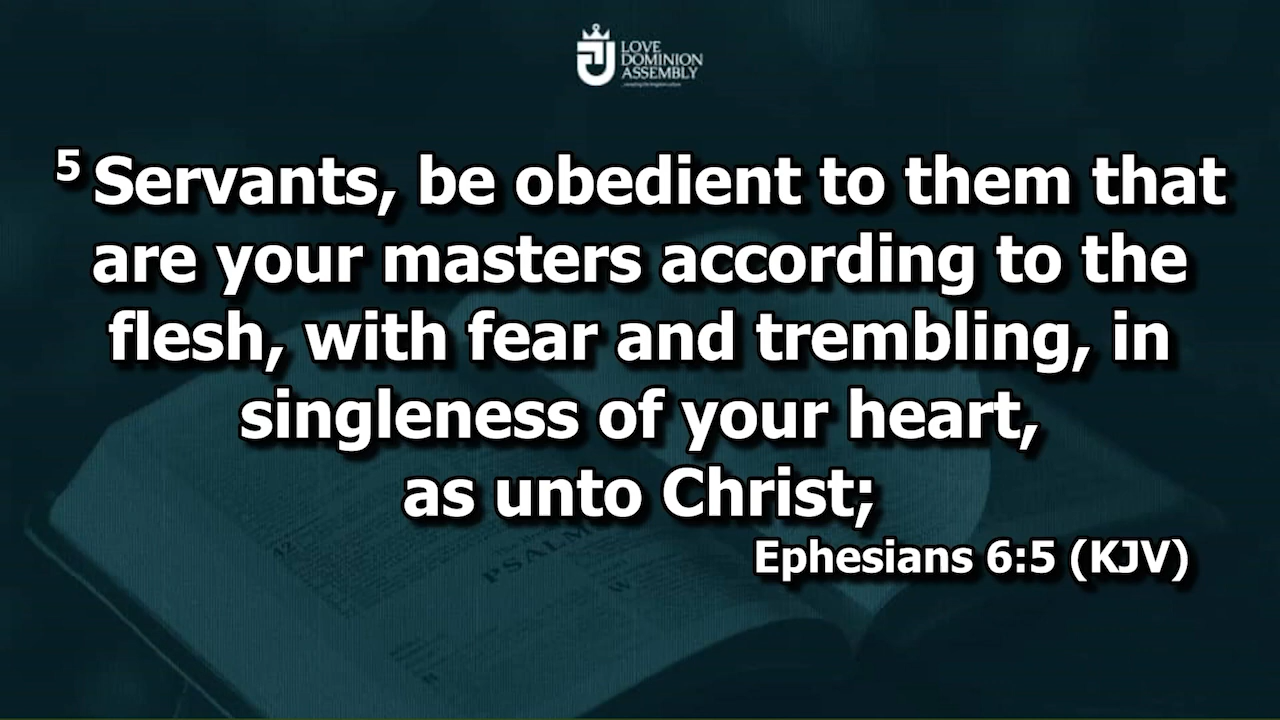 LOVE
DOMINION
ASSEMBLY
5 Servants, be obedient to them that
are your masters according to the
flesh, with fear and trembling, in
singleness of your heart,
as unto Christ;
Ephesians 6:5 (KJV)
PSALM